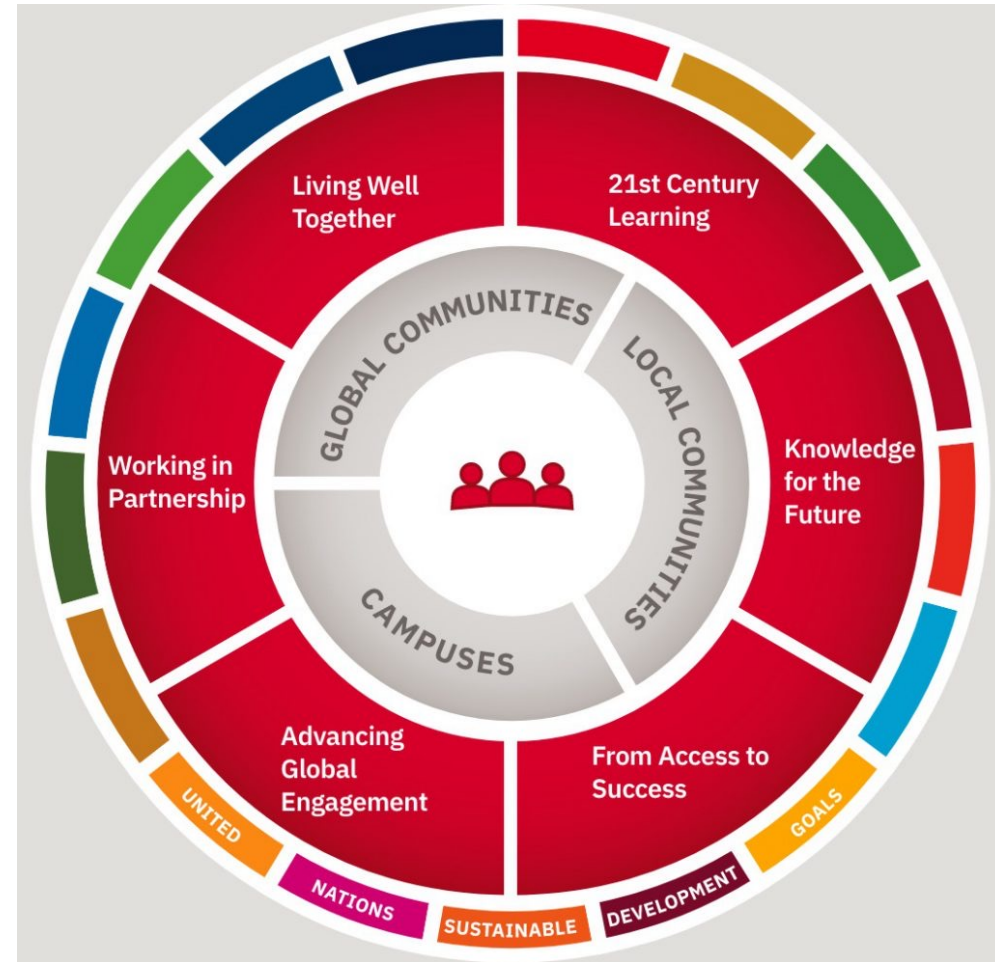 Living Well
Together
21st Century
Learning
GLOBAL COMMUNITIES
LOCAL COMMUNITIES
Working in
Partnership
Knowledge
for the
Future
CAMPUSES
Advancing
Global
Engagement
From Access to
Success
UNITED
NATIONS
SUSTAINABLE
DEVELOPMENT
GOALS